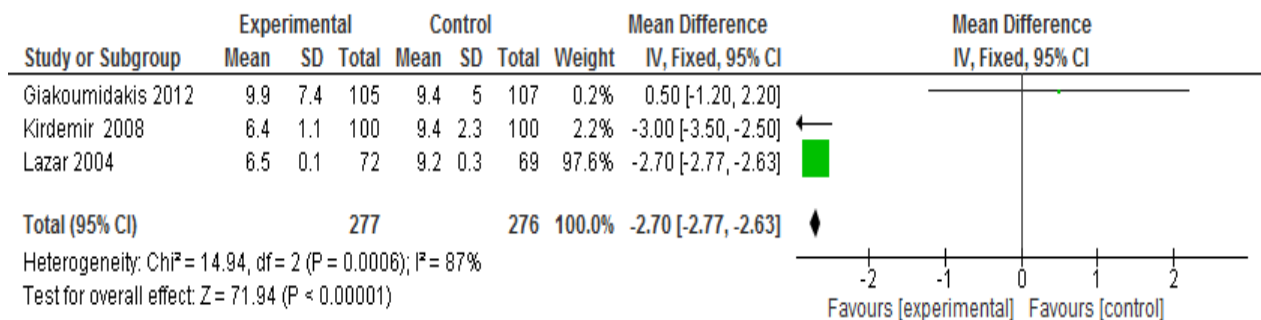 Experimental Control Mean Difference Mean Difference
Study or Subgroup Mean SD Total Mean SD Total Weight IV, Fixed, 95% CI IV, Fixed, 95% CI
Giakoumidakis 2012 9.9 7.4 105 9.4 5 107 0.2% 0.50 [-1.20, 2.20]
Kirdemir 2008 6.4 1.1 100 9.4 2.3 100 2.2% -3.00 [-3.50, -2.50]
Lazar 2004 6.5 0.1 72 9.2 0.3 69 97.6% -2.70 [-2.77, -2.63]
Total (95% CI) 277 276 100.0% -2.70 [-2.77, -2.63]
Heterogeneity: Chi² = 14.94, df = 2 (P = 0.0006); I² = 87%
Test for overall effect: Z = 71.94 (P < 0.00001)
-2 -1 0 1 2
Favours [experimental] Favours [control]